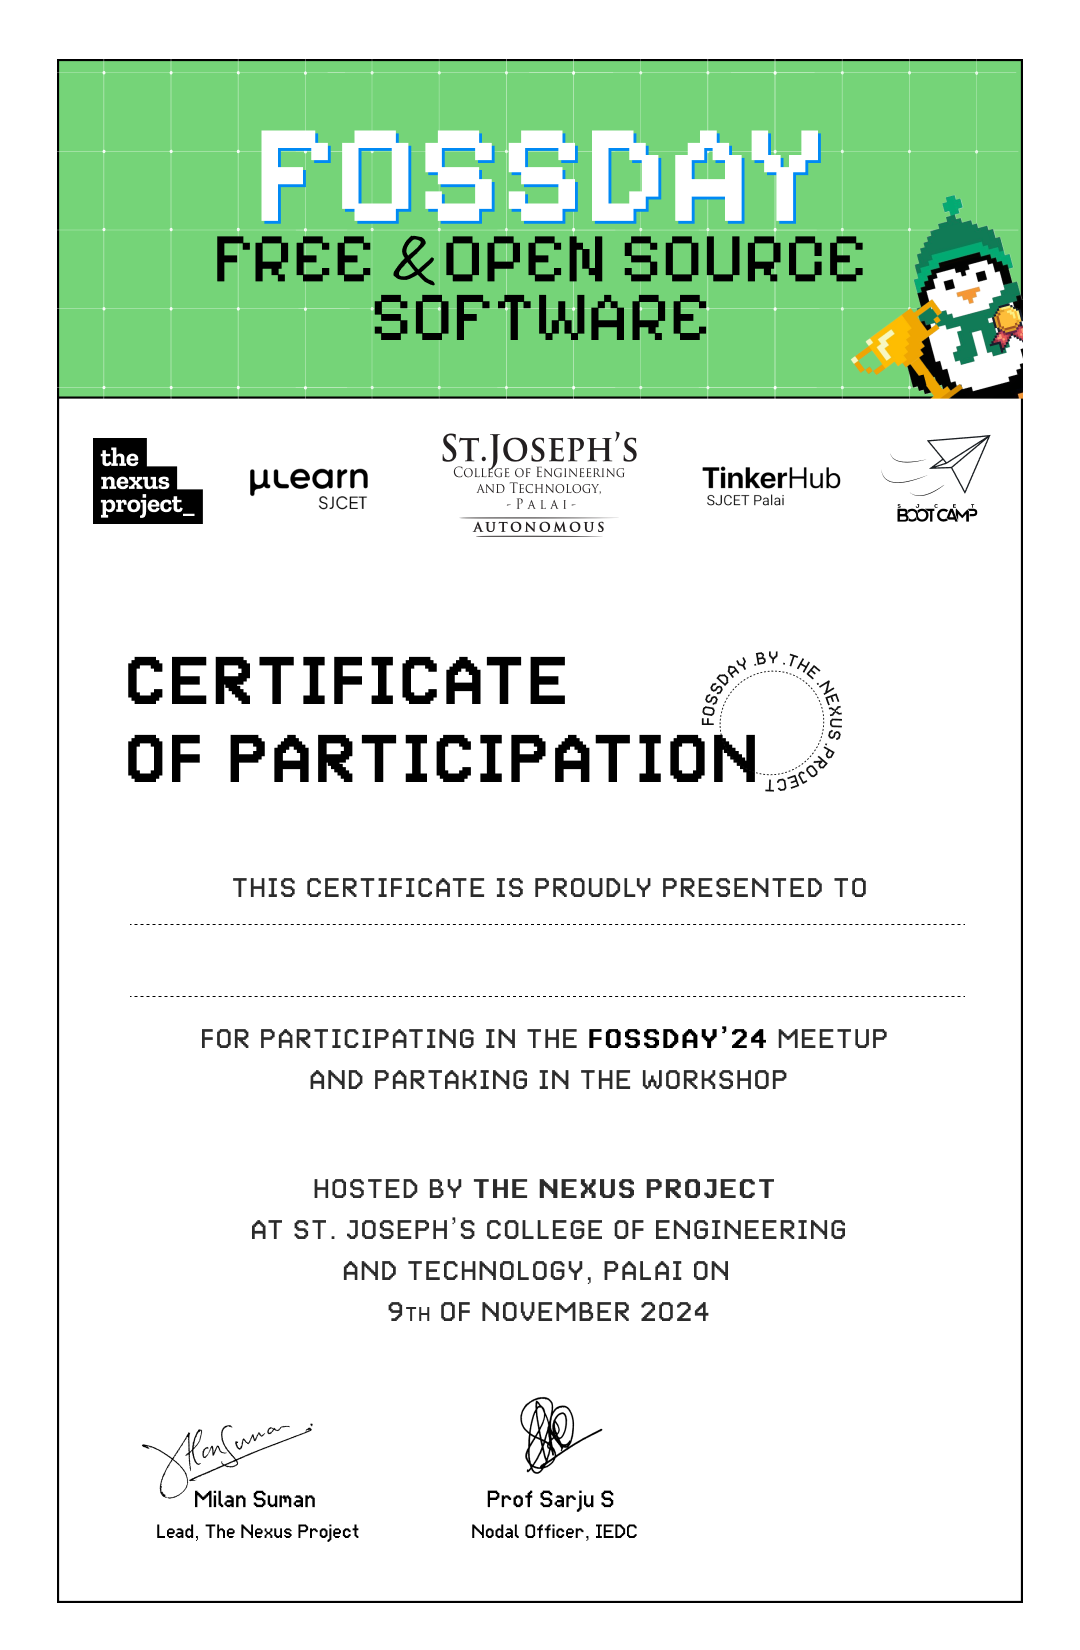 FOSSDAY
FREE & OPEN SOURCE
SOFTWARE
the
nexus
project_
µLearn
SJCET
ST.JOSEPH'S
COLLEGE OF ENGINEERING
AND TECHNOLOGY,
- PALAI -
AUTONOMOUS
TinkerHub
SJCET Palai
SJCET
BOOTCAMP
CERTIFICATE
OF PARTICIPATION
FOSSDAY.BY.THE.NEXUS.PROJECT
THIS CERTIFICATE IS PROUDLY PRESENTED TO
FOR PARTICIPATING IN THE FOSSDAY'24 MEETUP
AND PARTAKING IN THE WORKSHOP
HOSTED BY THE NEXUS PROJECT
AT ST. JOSEPH'S COLLEGE OF ENGINEERING
AND TECHNOLOGY, PALAI ON
9TH OF NOVEMBER 2024
Milan Suman
Prof Sarju S
Lead, The Nexus Project
Nodal Officer, IEDC